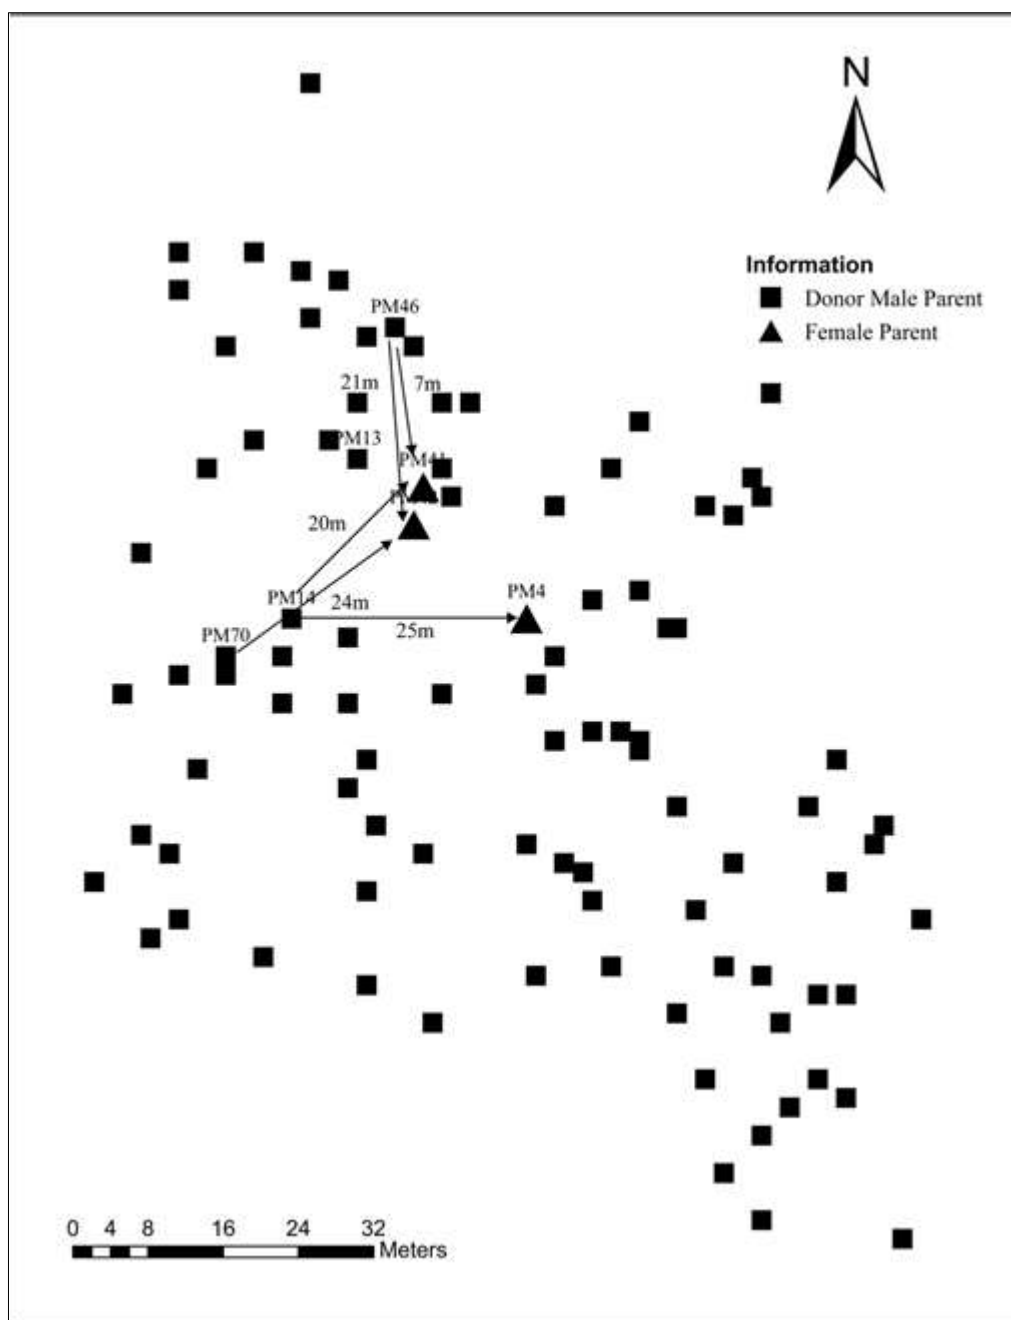 N
Information
Donor Male Parent
Female Parent
PM46
21m
7m
PM13
PM41
20m
PM14
24m
PM4
25m
PM70
0 4 8 16 24 32
Meters